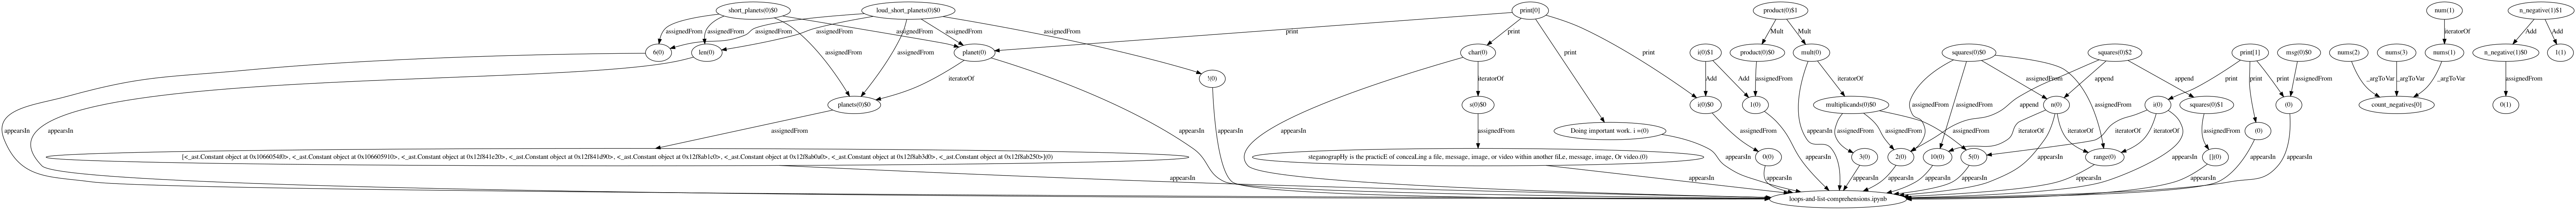 short_planets(0)$0
loud_short_planets(0)$0
print[0]
product(0)$1
num(1)
n_negative(1)$1
assignedFrom
assignedFrom
assignedFrom
assignedFrom
assignedFrom
assignedFrom
print
Mult
Mult
iteratorOf
Add
Add
6(0)
len(0)
assignedFrom
assignedFrom
planet(0)
print
print
print
char(0)
i(0)$1
product(0)$0
mult(0)
squares(0)$0
squares(0)$2
print[1]
msg(0)$0
nums(2)
nums(3)
nums(1)
n_negative(1)$0
1(1)
iteratorOf
!(0)
iteratorOf
Add
Add
assignedFrom
iteratorOf
assignedFrom
append
append
print
print
print
assignedFrom
_argToVar
_argToVar
_argToVar
assignedFrom
planets(0)$0
s(0)$0
i(0)$0
1(0)
multiplicands(0)$0
assignedFrom
assignedFrom
assignedFrom
append
n(0)
squares(0)$1
i(0)
(0)
count_negatives[0]
0(1)
appearsIn
appearsIn
assignedFrom
appearsIn
appearsIn
appearsIn
assignedFrom
Doing important work. i =(0)
(0)
assignedFrom
appearsIn
assignedFrom
assignedFrom
iteratorOf
iteratorOf
iteratorOf
iteratorOf
assignedFrom
[<_ast.Constant object at 0x1066054f0>, <_ast.Constant object at 0x106605910>, <_ast.Constant object at 0x12f841e20>, <_ast.Constant object at 0x12f841d90>, <_ast.Constant object at 0x12f8ab1c0>, <_ast.Constant object at 0x12f8ab0a0>, <_ast.Constant object at 0x12f8ab3d0>, <_ast.Constant object at 0x12f8ab250>](0)
steganograpHy is the practicE of conceaLing a file, message, image, or video within another fiLe, message, image, Or video.(0)
appearsIn
0(0)
3(0)
2(0)
10(0)
5(0)
appearsIn
range(0)
appearsIn
[](0)
appearsIn
appearsIn
appearsIn
appearsIn
appearsIn
appearsIn
appearsIn
appearsIn
appearsIn
appearsIn
appearsIn
loops-and-list-comprehensions.ipynb